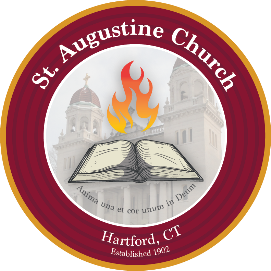 St. Augustine Church
Anima una et cor unum in Deum
Hartford, CT
Established 1902